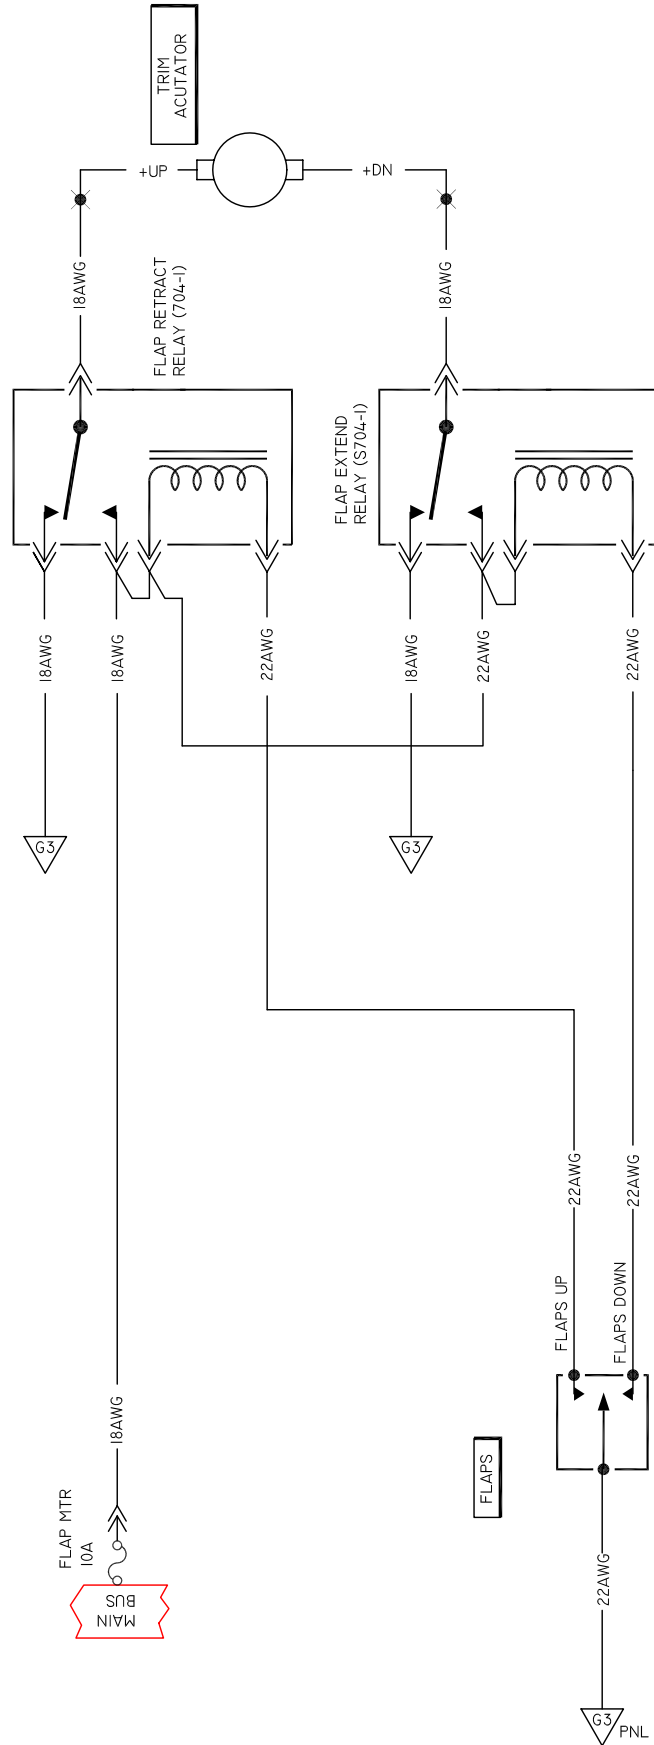 TRIM
ACUTATOR
+UP
+DN
18AWG
18AWG
FLAP RETRACT
RELAY (704-1)
FLAP EXTEND
RELAY (S704-1)
18AWG
18AWG
22AWG
18AWG
22AWG
22AWG
G3
G3
22AWG
22AWG
FLAPS UP
FLAPS DOWN
18AWG
FLAPS
FLAP MTR
10A
MAIN
BUS
22AWG
G3
PNL